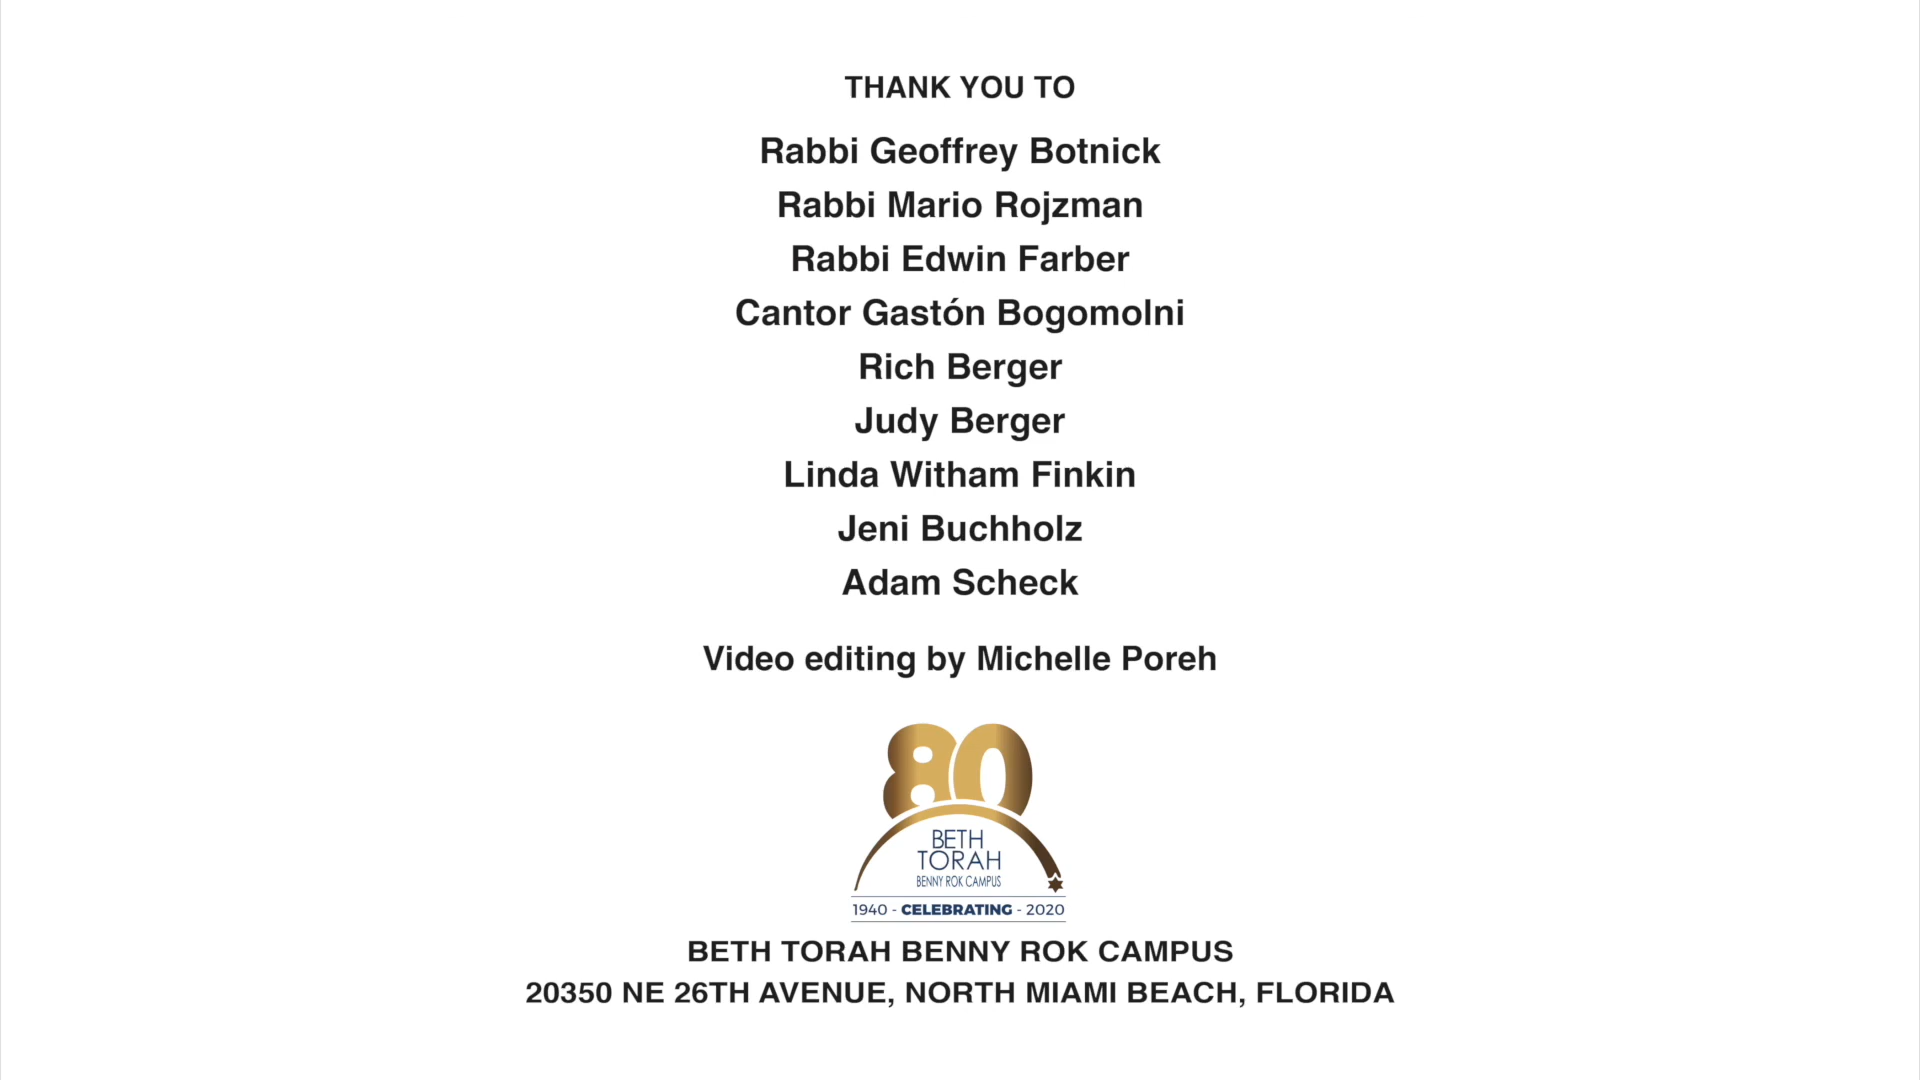 THANK YOU TO
Rabbi Geoffrey Botnick
Rabbi Mario Rojzman
Rabbi Edwin Farber
Cantor Gastón Bogomolni
Rich Berger
Judy Berger
Linda Witham Finkin
Jeni Buchholz
Adam Scheck
Video editing by Michelle Poreh
80
BETH
TORAH
BENNY ROK CAMPUS
1940 - CELEBRATING - 2020
BETH TORAH BENNY ROK CAMPUS
20350 NE 26TH AVENUE, NORTH MIAMI BEACH, FLORIDA